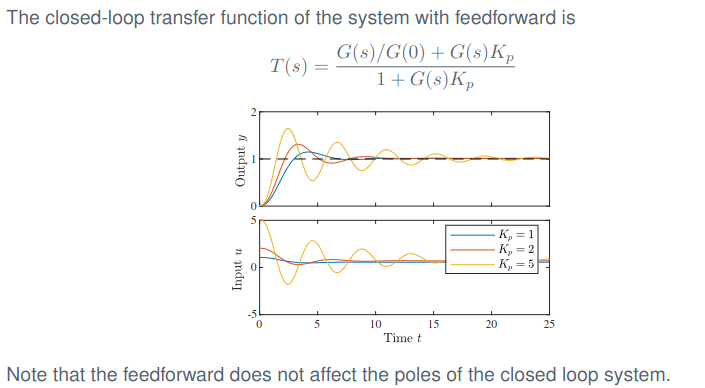 The closed-loop transfer function of the system with feedforward is
T(s) = \frac{G(s)/G(0) + G(s)K_p}{1 + G(s)K_p}
2
1
0
Output y
5
0
-5
Input u
K_p = 1
K_p = 2
K_p = 5
0 5 10 15 20 25
Time t
Note that the feedforward does not affect the poles of the closed loop system.